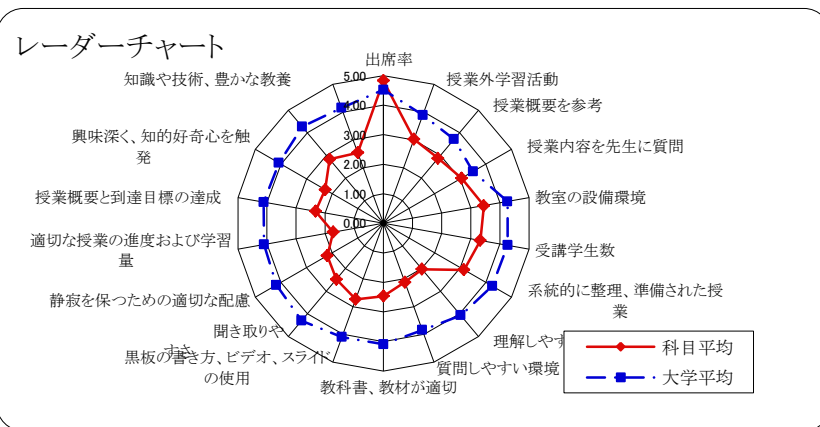 レーダーチャート
出席率
授業外学習活動
授業概要を参考
授業内容を先生に質問
教室の設備環境
受講学生数
系統的に整理、準備された授
業
理解しやす
質問しやすい環境
教科書、教材が適切
黒板の書き方、ビデオ、スライド
の使用
聞き取りや
すさ
静寂を保つための適切な配慮
適切な授業の進度および学習
量
授業概要と到達目標の達成
興味深く、知的好奇心を触
発
知識や技術、豊かな教養
5.00
4.00
3.00
2.00
1.00
0.00
科目平均
大学平均